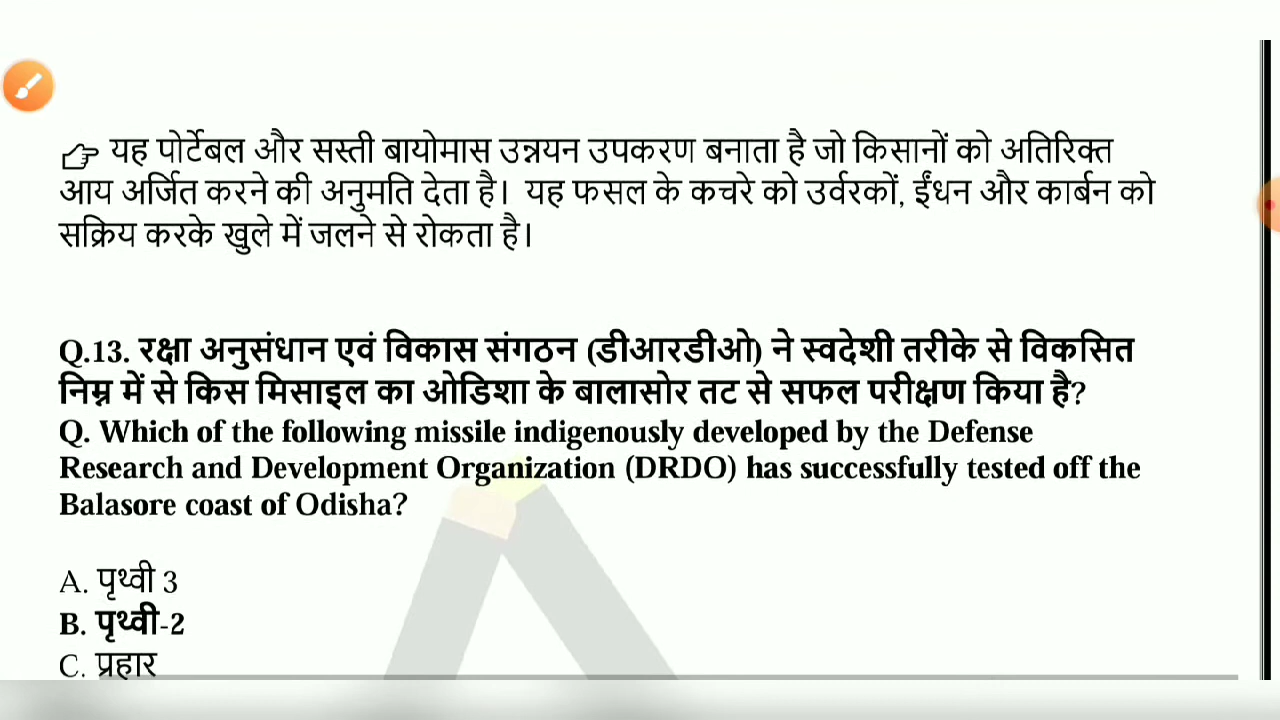 👉 यह पोर्टेबल और सस्ती बायोमास उन्नयन उपकरण बनाता है जो किसानों को अतिरिक्त
आय अर्जित करने की अनुमति देता है। यह फसल के कचरे को उर्वरकों, ईंधन और कार्बन को
सक्रिय करके खुले में जलने से रोकता है।
Q.13. रक्षा अनुसंधान एवं विकास संगठन (डीआरडीओ) ने स्वदेशी तरीके से विकसित
निम्न में से किस मिसाइल का ओडिशा के बालासोर तट से सफल परीक्षण किया है?
Q. Which of the following missile indigenously developed by the Defense
Research and Development Organization (DRDO) has successfully tested off the
Balasore coast of Odisha?
A. पृथ्वी 3
B. पृथ्वी-2
C. प्रहार